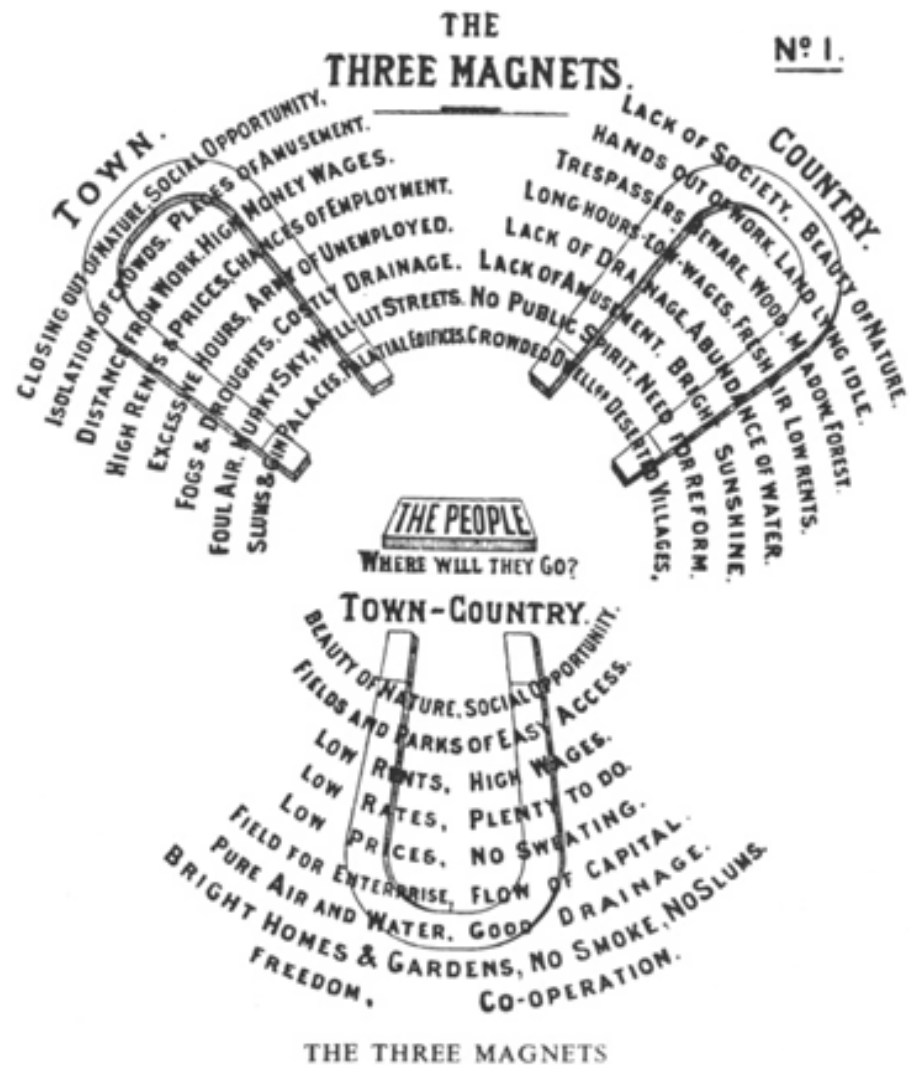 THE
THREE MAGNETS.
Nº 1.
TOWN.
CLOSING OUT OF NATURE. SOCIAL OPPORTUNITY.
ISOLATION OF CROWDS. PLACES OF AMUSEMENT.
DISTANCE FROM WORK. HIGH MONEY WAGES.
HIGH RENTS & PRICES. CHANCES OF EMPLOYMENT.
EXCESSIVE HOURS. ARMY OF UNEMPLOYED.
FOGS & DROUGHTS. COSTLY DRAINAGE.
FOUL AIR. MURKY SKY. WELL-LIT STREETS.
SLUMS & GIN PALACES. PALATIAL EDIFICES.
COUNTRY.
LACK OF SOCIETY. BEAUTY OF NATURE.
HANDS OUT OF WORK. LAND LYING IDLE.
TRESPASSERS BEWARE. WOOD, MEADOW, FOREST.
LONG HOURS-LOW WAGES. FRESH AIR LOW RENTS.
LACK OF DRAINAGE. ABUNDANCE OF WATER.
LACK OF AMUSEMENT. BRIGHT SUNSHINE.
NO PUBLIC SPIRIT. NEED FOR REFORM.
CROWDED DWELLGS DESERTED VILLAGES,
THE PEOPLE
WHERE WILL THEY GO?
TOWN-COUNTRY.
BEAUTY OF NATURE. SOCIAL OPPORTUNITY.
FIELDS AND PARKS OF EASY ACCESS.
LOW RENTS, HIGH WAGES.
LOW RATES, PLENTY TO DO.
LOW PRICES, NO SWEATING.
FIELD FOR ENTERPRISE, FLOW OF CAPITAL.
PURE AIR AND WATER, GOOD DRAINAGE.
BRIGHT HOMES & GARDENS, NO SMOKE, NO SLUMS.
FREEDOM, CO-OPERATION.
THE THREE MAGNETS